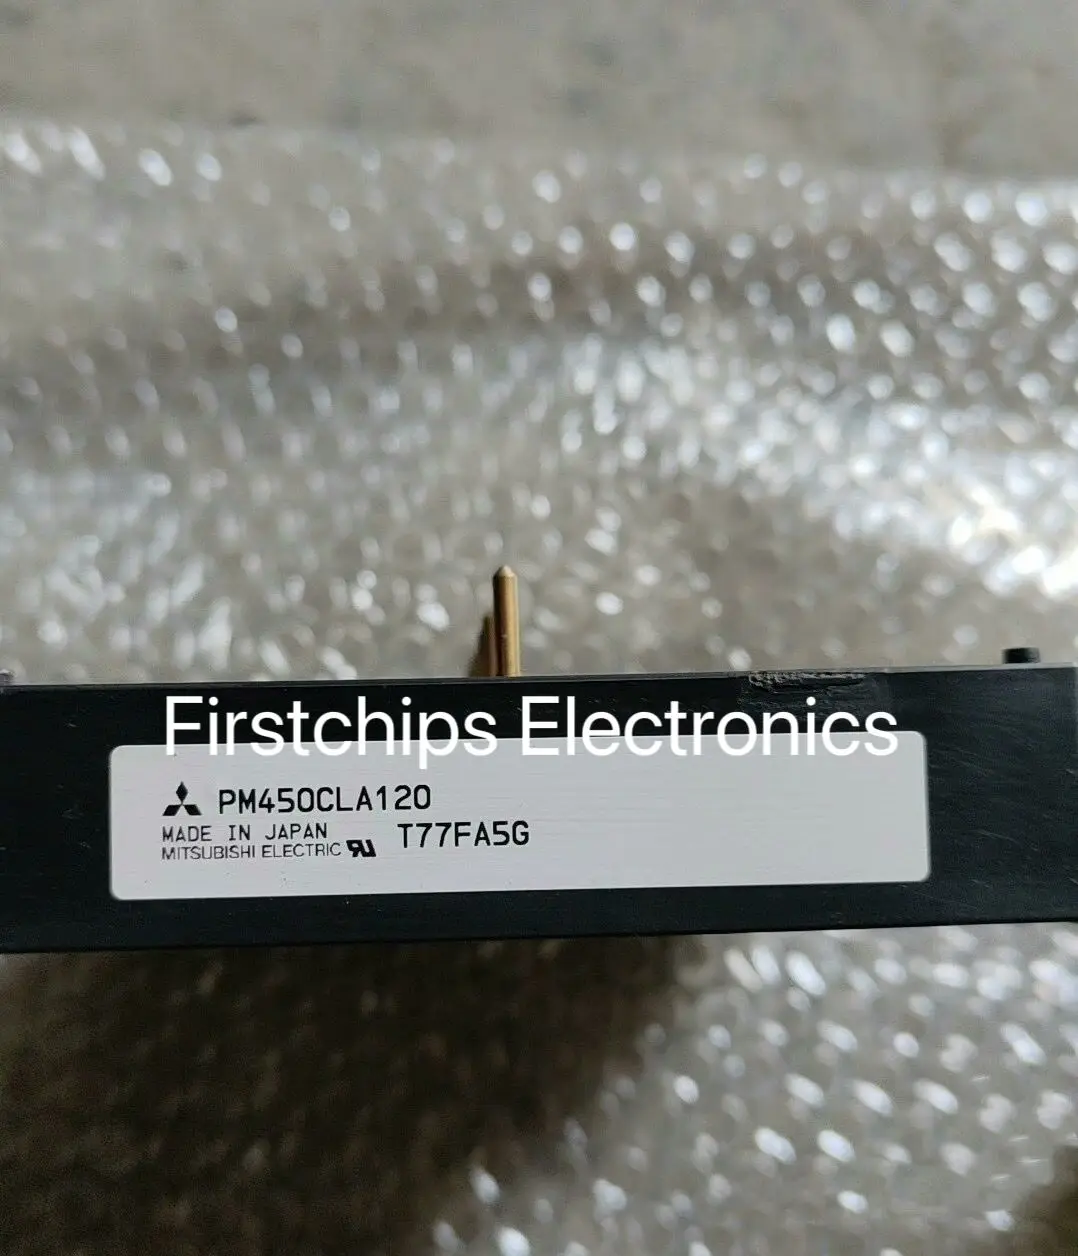 Firstchips Electronics
PM450CLA120
MADE IN JAPAN
MITSUBISHI ELECTRIC
T77FA5G